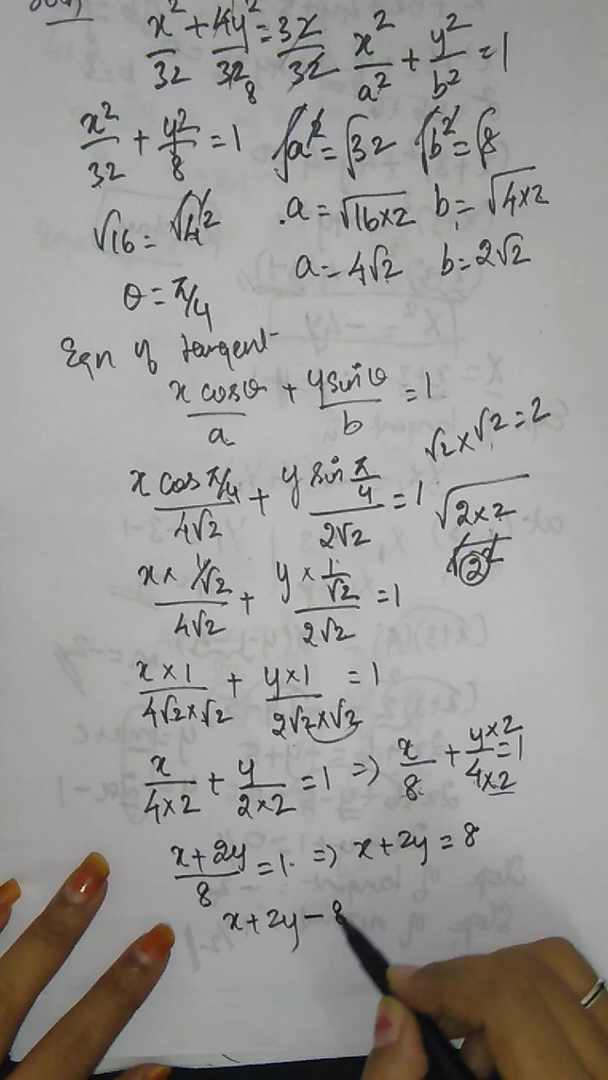 x²/32 + 4y²/32 8 = 32/32 x²/a² + y²/b² = 1
x²/32 + y²/8 = 1 √a² = √32 √b² = √8
√16 = √4² a = √16×2 b = √4×2
a = 4√2 b = 2√2
θ = π/4
Eqn of tangent
x cosθ/a + y sinθ/b = 1
√2 × √2 = 2
x cos π/4/4√2 + y sin π/4/2√2 = 1 √2×2
√2²
x × 1/√2/4√2 + y × 1/√2/2√2 = 1
x×1/4√2×√2 + y×1/2√2×√2 = 1
x/4×2 + y/2×2 = 1 => x/8 + y×2/4×2 = 1
x+2y/8 = 1. => x+2y = 8
x+2y-8